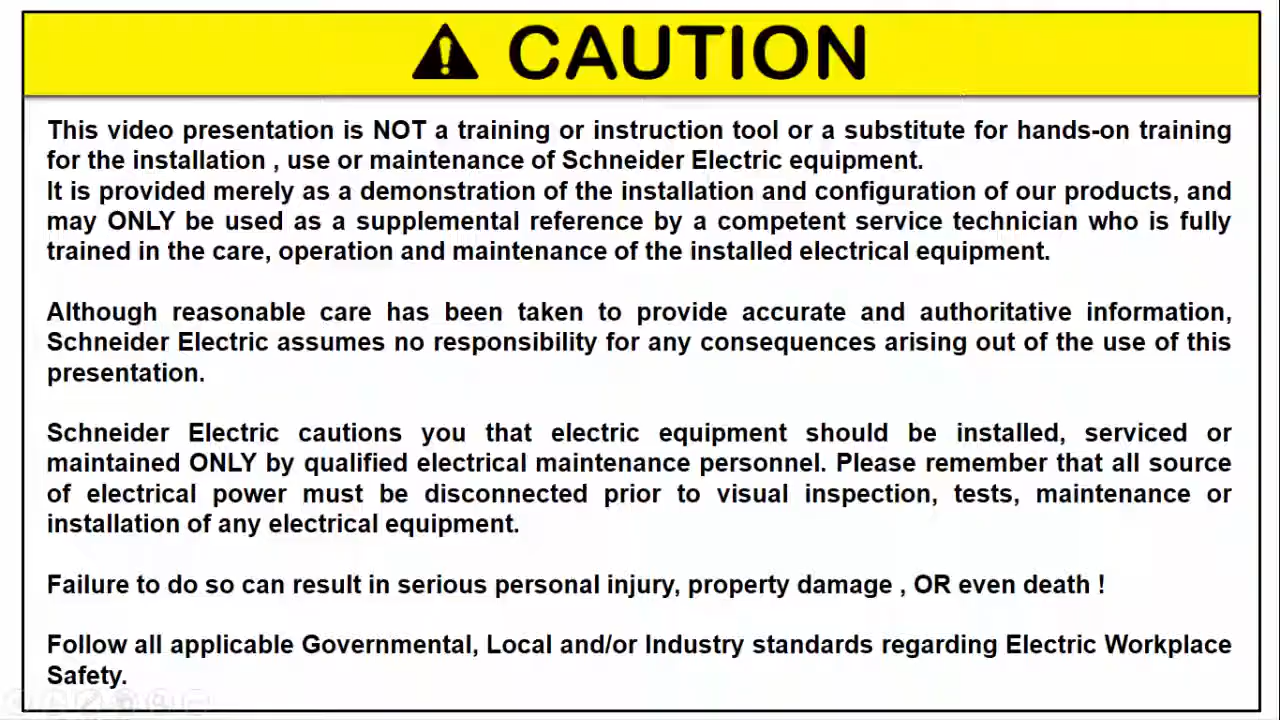 CAUTION
This video presentation is NOT a training or instruction tool or a substitute for hands-on training
for the installation , use or maintenance of Schneider Electric equipment.
It is provided merely as a demonstration of the installation and configuration of our products, and
may ONLY be used as a supplemental reference by a competent service technician who is fully
trained in the care, operation and maintenance of the installed electrical equipment.
Although reasonable care has been taken to provide accurate and authoritative information,
Schneider Electric assumes no responsibility for any consequences arising out of the use of this
presentation.
Schneider Electric cautions you that electric equipment should be installed, serviced or
maintained ONLY by qualified electrical maintenance personnel. Please remember that all source
of electrical power must be disconnected prior to visual inspection, tests, maintenance or
installation of any electrical equipment.
Failure to do so can result in serious personal injury, property damage , OR even death !
Follow all applicable Governmental, Local and/or Industry standards regarding Electric Workplace
Safety.